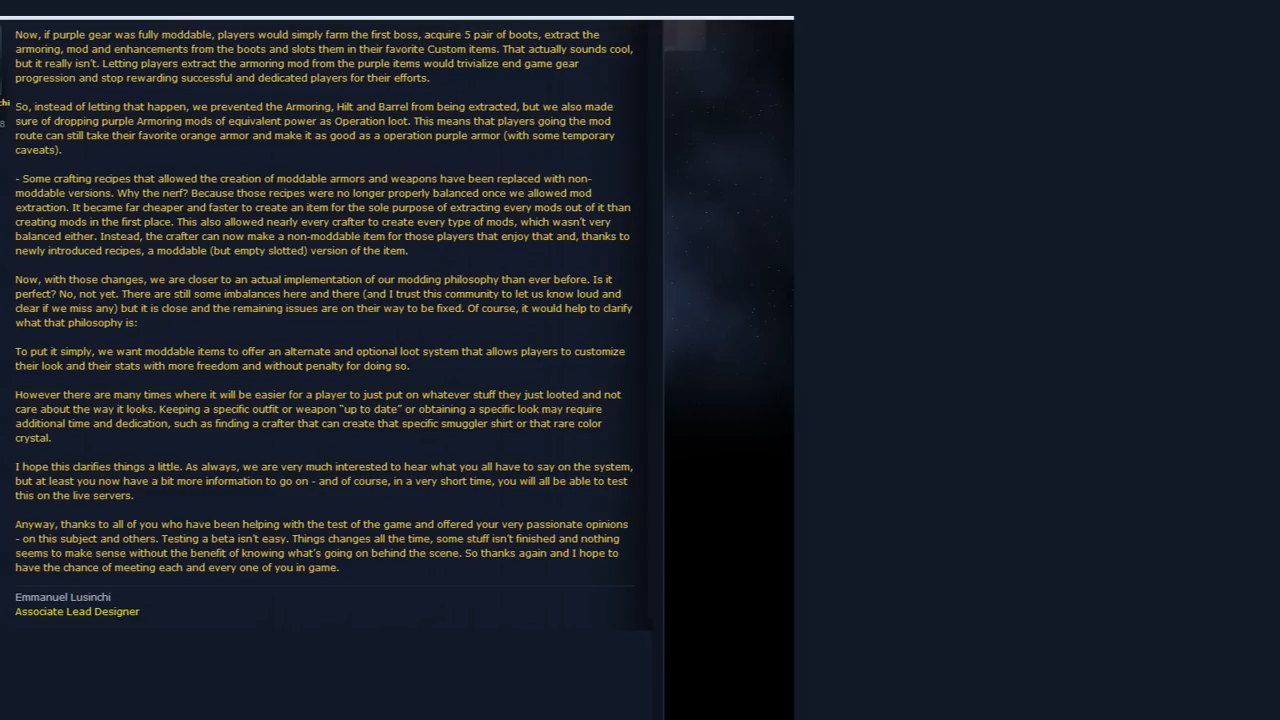 Now, if purple gear was fully moddable, players would simply farm the first boss, acquire 5 pair of boots, extract the
armoring, mod and enhancements from the boots and slots them in their favorite Custom items. That actually sounds cool,
but it really isn't. Letting players extract the armoring mod from the purple items would trivialize end game gear
progression and stop rewarding successful and dedicated players for their efforts.
chi
So, instead of letting that happen, we prevented the Armoring, Hilt and Barrel from being extracted, but we also made
8
sure of dropping purple Armoring mods of equivalent power as Operation loot. This means that players going the mod
route can still take their favorite orange armor and make it as good as a operation purple armor (with some temporary
caveats).
- Some crafting recipes that allowed the creation of moddable armors and weapons have been replaced with non-
moddable versions. Why the nerf? Because those recipes were no longer properly balanced once we allowed mod
extraction. It became far cheaper and faster to create an item for the sole purpose of extracting every mods out of it than
creating mods in the first place. This also allowed nearly every crafter to create every type of mods, which wasn't very
balanced either. Instead, the crafter can now make a non-moddable item for those players that enjoy that and, thanks to
newly introduced recipes, a moddable (but empty slotted) version of the item.
Now, with those changes, we are closer to an actual implementation of our modding philosophy than ever before. Is it
perfect? No, not yet. There are still some imbalances here and there (and I trust this community to let us know loud and
clear if we miss any) but it is close and the remaining issues are on their way to be fixed. Of course, it would help to clarify
what that philosophy is:
To put it simply, we want moddable items to offer an alternate and optional loot system that allows players to customize
their look and their stats with more freedom and without penalty for doing so.
However there are many times where it will be easier for a player to just put on whatever stuff they just looted and not
care about the way it looks. Keeping a specific outfit or weapon “up to date” or obtaining a specific look may require
additional time and dedication, such as finding a crafter that can create that specific smuggler shirt or that rare color
crystal.
I hope this clarifies things a little. As always, we are very much interested to hear what you all have to say on the system,
but at least you now have a bit more information to go on - and of course, in a very short time, you will all be able to test
this on the live servers.
Anyway, thanks to all of you who have been helping with the test of the game and offered your very passionate opinions
- on this subject and others. Testing a beta isn't easy. Things changes all the time, some stuff isn't finished and nothing
seems to make sense without the benefit of knowing what's going on behind the scene. So thanks again and I hope to
have the chance of meeting each and every one of you in game.
Emmanuel Lusinchi
Associate Lead Designer